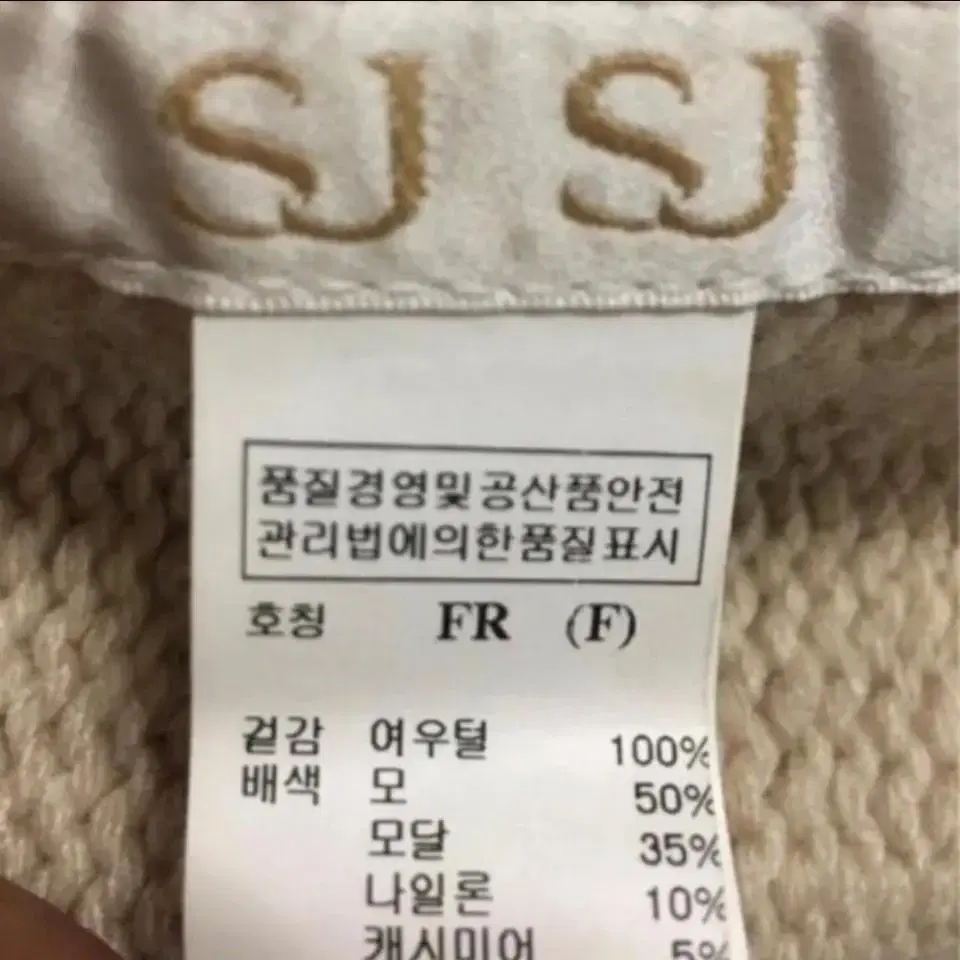 SJ SJ
품질경영및공산품안전
관리법에의한품질표시
호칭 FR (F)
겉감 여우털 100%
배색 모 50%
모달 35%
나일론 10%
캐시미어 5%